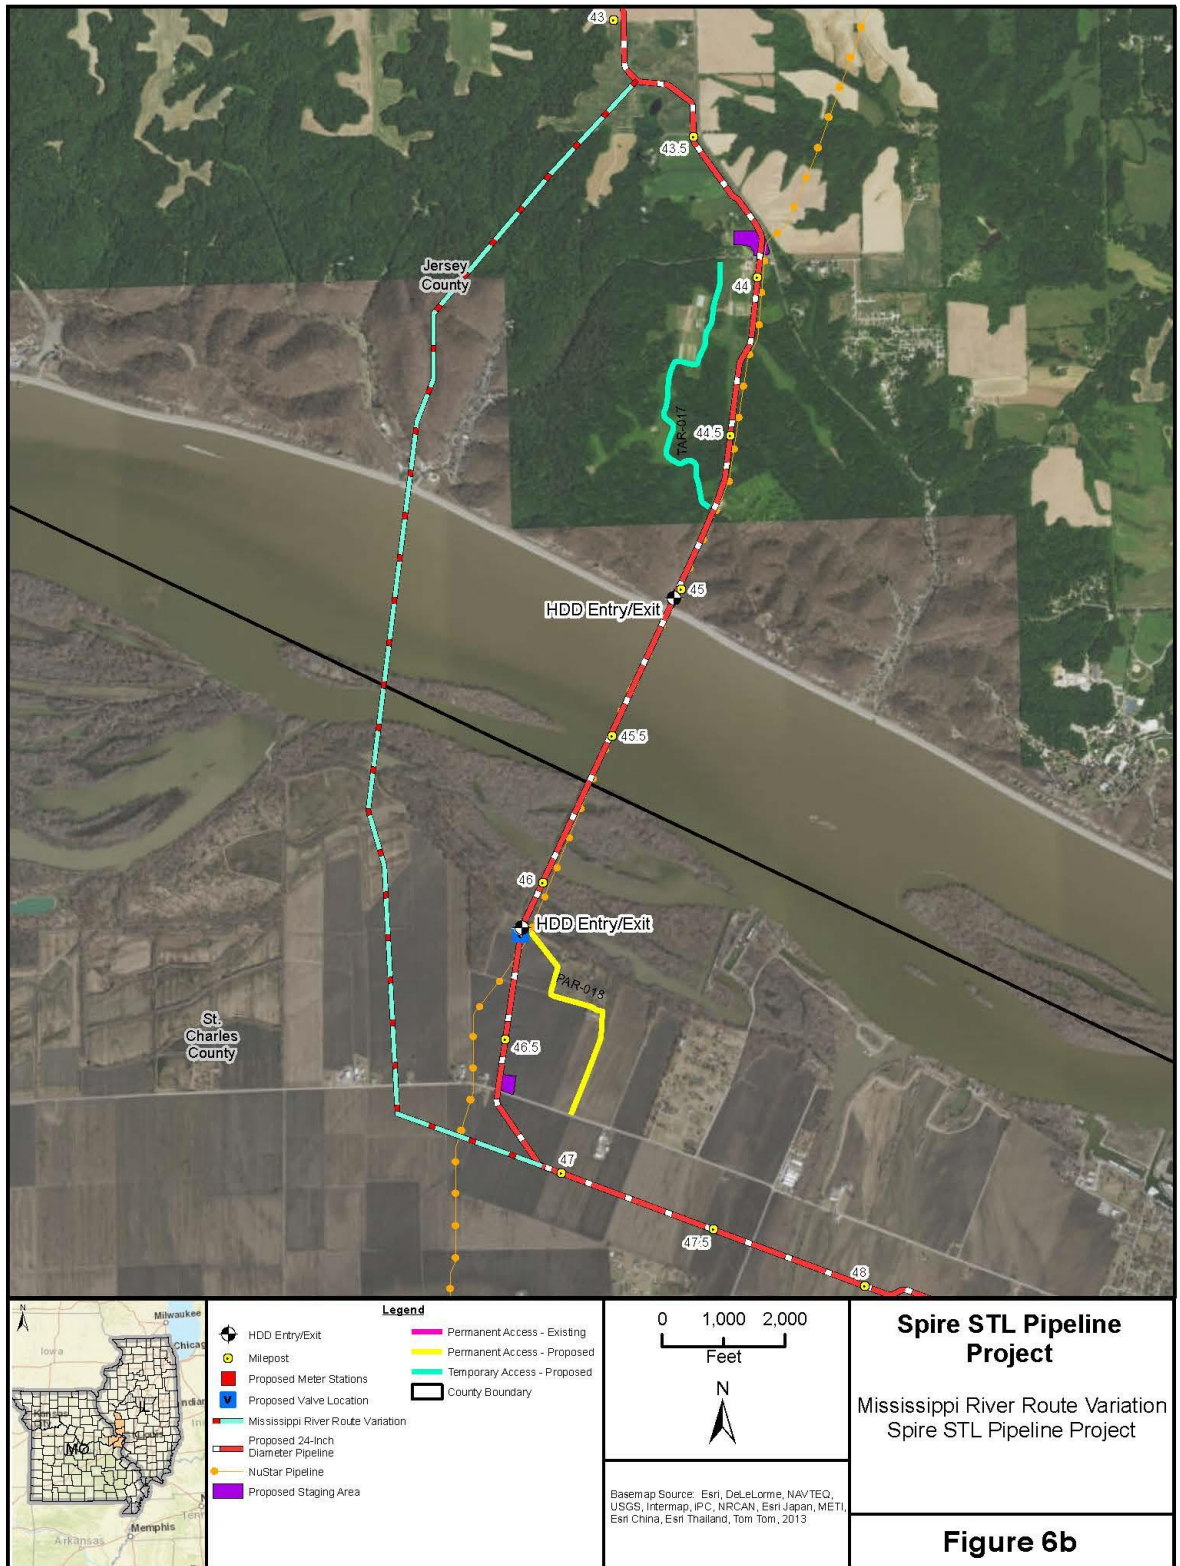 43
43.5
Jersey
County
44
TAR-017
44.5
45
HDD Entry/Exit
45.5
46
HDD Entry/Exit
PAR-018
St.
Charles
County
46.5
47
47.5
48
N
Milwaukee
Iowa
Chicag
IL
Indian
MO
Memphis
Arkansas
Legend
HDD Entry/Exit
Milepost
Proposed Meter Stations
V
Proposed Valve Location
Mississippi River Route Variation
Proposed 24-Inch
Diameter Pipeline
NuStar Pipeline
Proposed Staging Area
Permanent Access - Existing
Permanent Access - Proposed
Temporary Access - Proposed
County Boundary
0 1,000 2,000
Feet
N
Basemap Source: Esri, DeLeLorme, NAVTEQ,
USGS, Intermap, iPC, NRCAN, Esri Japan, METI,
Esri China, Esri Thailand, Tom Tom, 2013
Spire STL Pipeline
Project
Mississippi River Route Variation
Spire STL Pipeline Project
Figure 6b